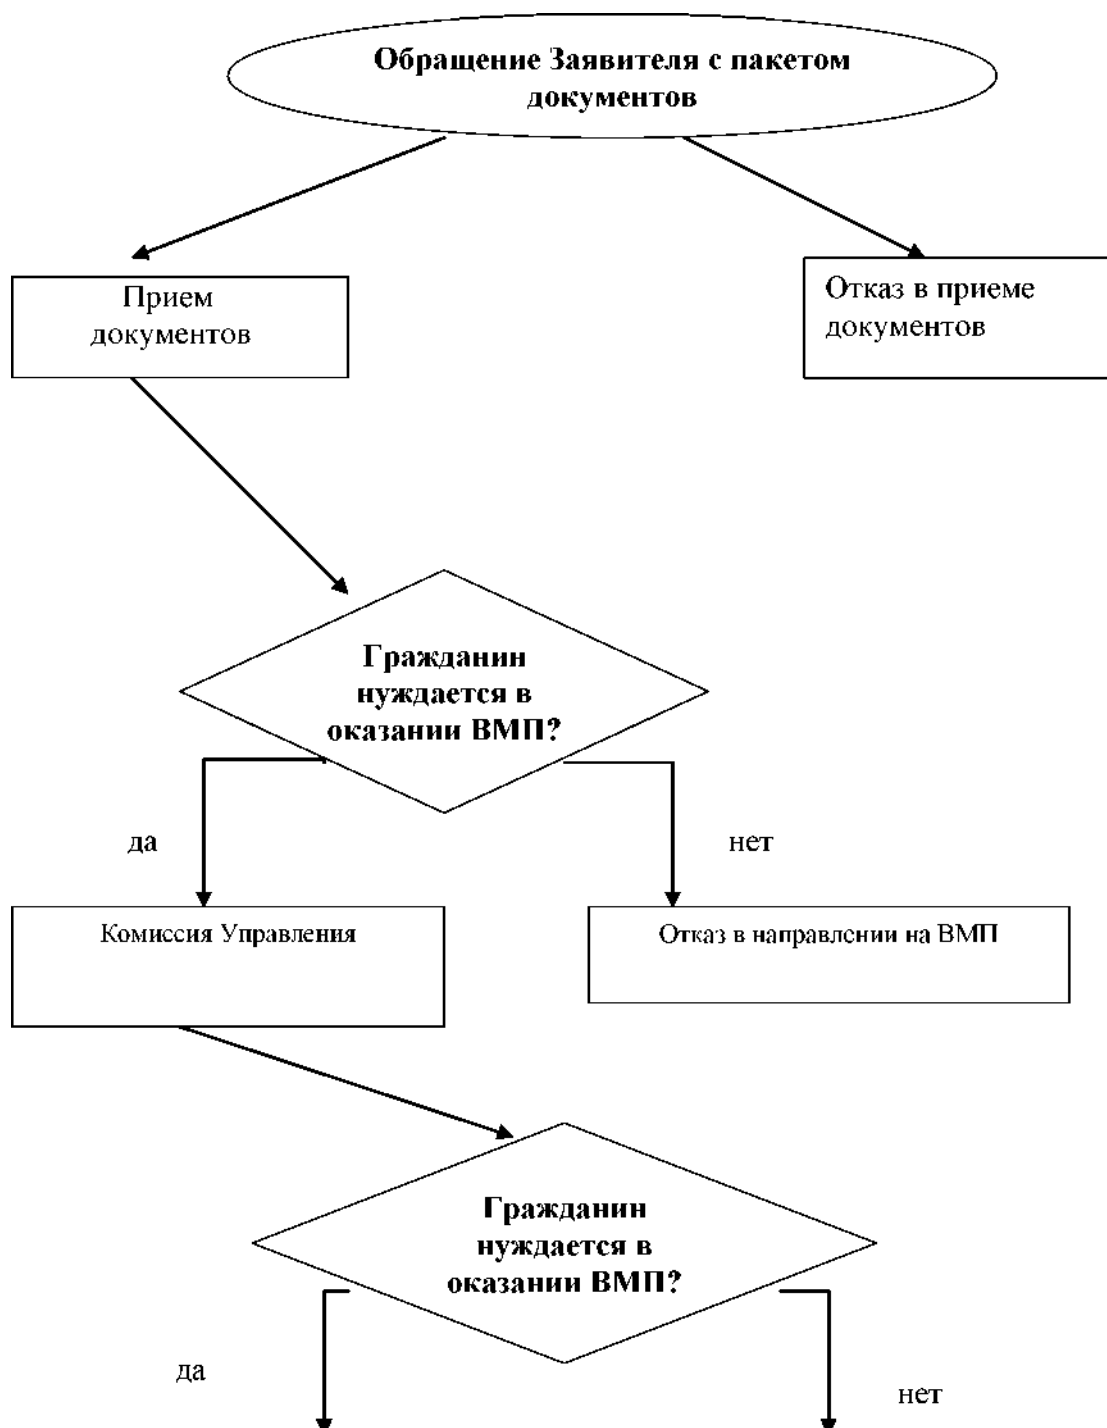 Обращение Заявителя с пакетом
документов
Прием
документов
Отказ в приеме
документов
Гражданин
нуждается в
оказании ВМП?
да
нет
Комиссия Управления
Отказ в направлении на ВМП
Гражданин
нуждается в
оказании ВМП?
да
нет